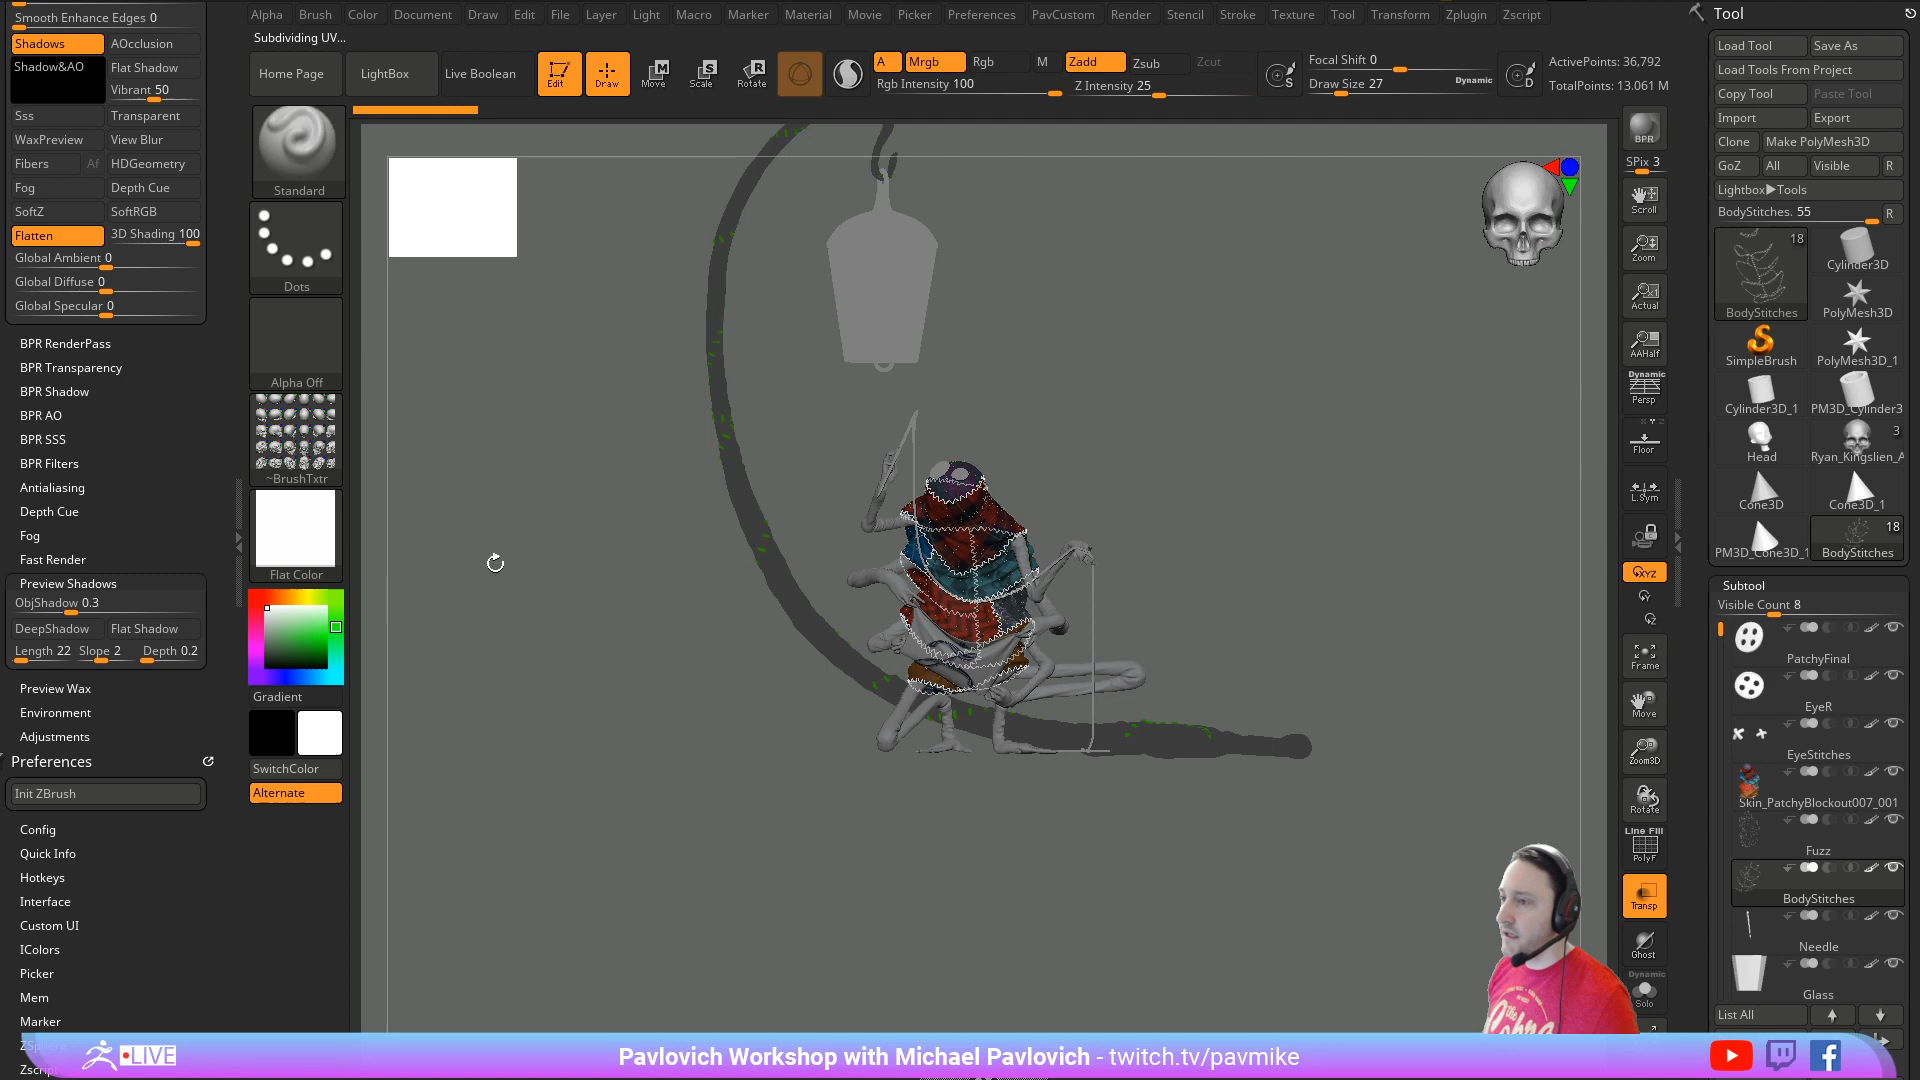 Alpha Brush Color Document Draw Edit File Layer Light Macro Marker Material Movie Picker Preferences PavCustom Render Stencil Stroke Texture Tool Transform Zplugin Zscript
Subdividing UV...
Home Page LightBox Live Boolean Edit Draw Move Scale Rotate A Mrgb Rgb M Zadd Zsub Zcut
Rgb Intensity 100 Z Intensity 25
Focal Shift 0
Draw Size 27 Dynamic
ActivePoints: 36,792
TotalPoints: 13.061 M
Smooth Enhance Edges 0
Shadows AOcclusion
Shadow&AO Flat Shadow
Vibrant 50
Sss Transparent
WaxPreview View Blur
Fibers Af HDGeometry
Fog Depth Cue
SoftZ SoftRGB
Flatten 3D Shading 100
Global Ambient 0
Global Diffuse 0
Global Specular 0
BPR RenderPass
BPR Transparency
BPR Shadow
BPR AO
BPR SSS
BPR Filters
Antialiasing
Depth Cue
Fog
Fast Render
Preview Shadows
ObjShadow 0.3
DeepShadow Flat Shadow
Length 22 Slope 2 Depth 0.2
Preview Wax
Environment
Adjustments
Preferences
Init ZBrush
Config
Quick Info
Hotkeys
Interface
Custom UI
IColors
Picker
Mem
Marker
Standard
Dots
Alpha Off
~BrushTxtr
Flat Color
Gradient
SwitchColor
Alternate
BPR
SPix 3
Scroll
Zoom
Actual
AAHalf
Dynamic
Persp
Floor
L.Sym
XYZ
Frame
Move
Zoom3D
Rotate
Line Fill
PolyF
Transp
Ghost
Dynamic
Solo
Tool
Load Tool Save As
Load Tools From Project
Copy Tool Paste Tool
Import Export
Clone Make PolyMesh3D
GoZ All Visible R
Lightbox▶Tools
BodyStitches. 55 R
18
BodyStitches
Cylinder3D
PolyMesh3D
SimpleBrush PolyMesh3D_1
Cylinder3D_1 PM3D_Cylinder3
3
Head Ryan_Kingslien_A
Cone3D Cone3D_1
18
PM3D_Cone3D_1 BodyStitches
Subtool
Visible Count 8
PatchyFinal
EyeR
EyeStitches
Skin_PatchyBlockout007_001
Fuzz
BodyStitches
Needle
Glass
List All
LIVE
Pavlovich Workshop with Michael Pavlovich - twitch.tv/pavmike